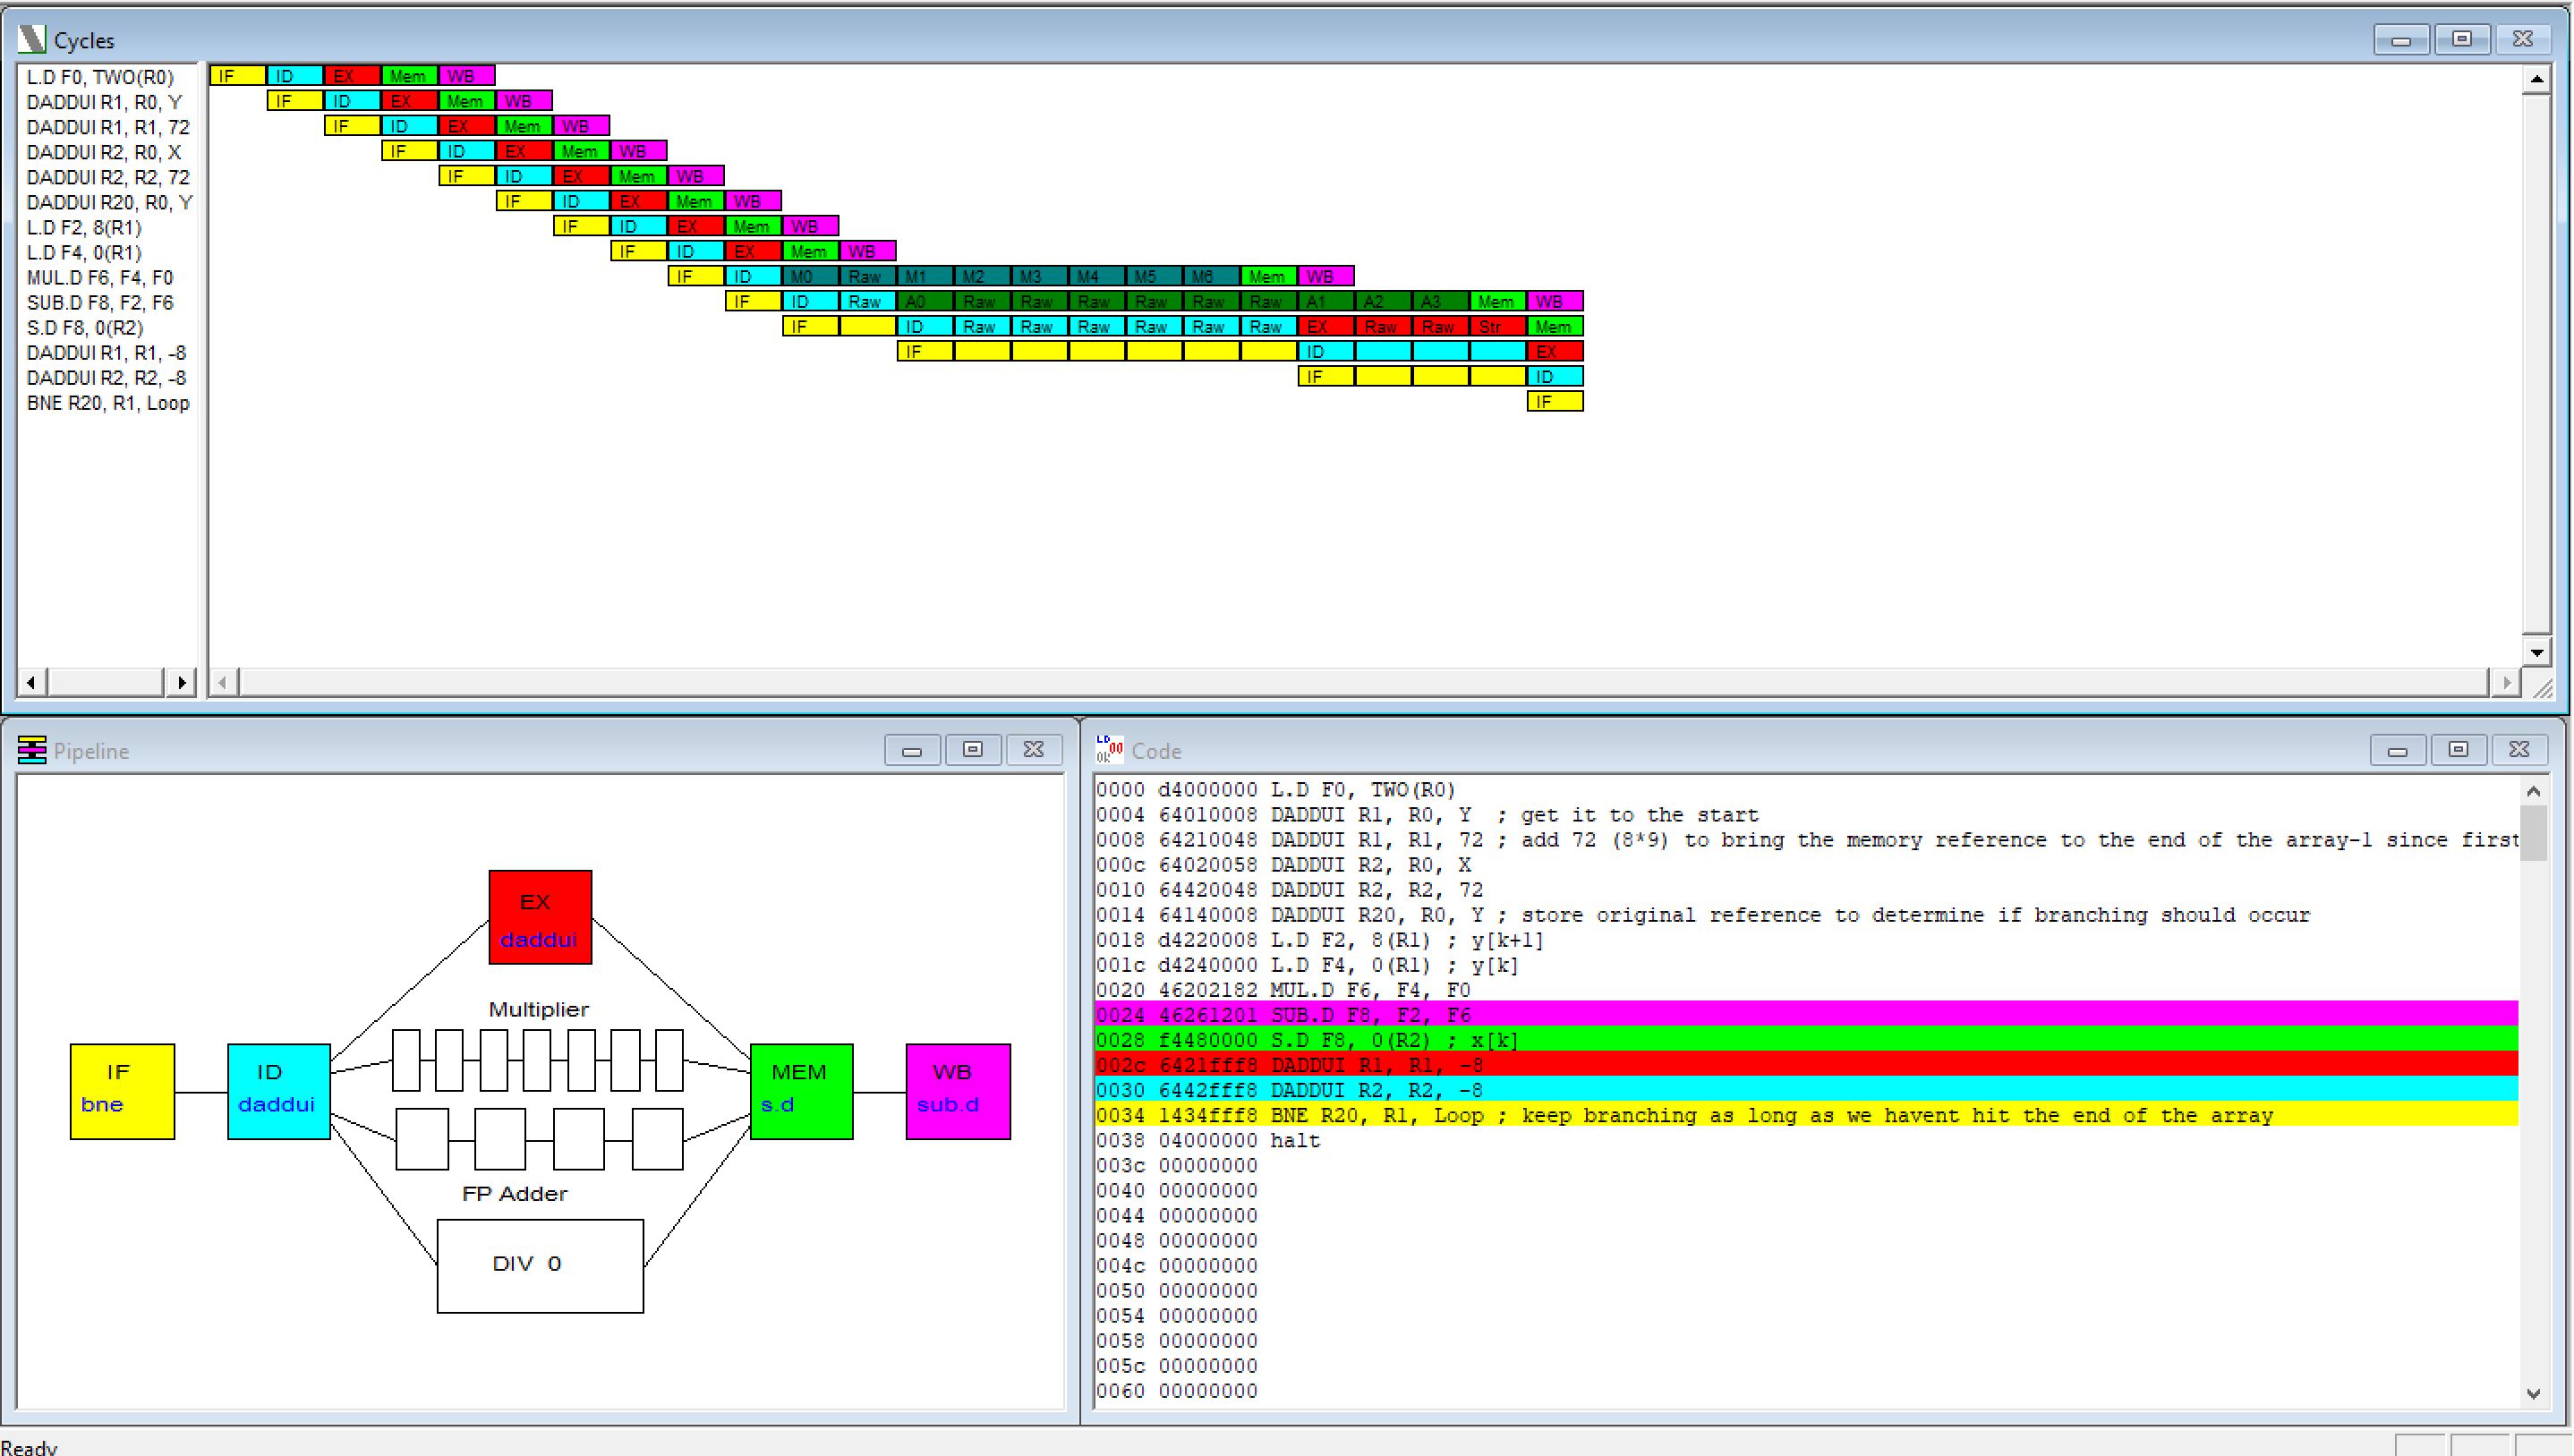 Cycles
L.D F0, TWO(R0)
IF ID EX Mem WB
DADDUI R1, R0, Y
IF ID EX Mem WB
DADDUI R1, R1, 72
IF ID EX Mem WB
DADDUI R2, R0, X
IF ID EX Mem WB
DADDUI R2, R2, 72
IF ID EX Mem WB
DADDUI R20, R0, Y
IF ID EX Mem WB
L.D F2, 8(R1)
IF ID EX Mem WB
L.D F4, 0(R1)
IF ID EX Mem WB
MUL.D F6, F4, F0
IF ID M0 Raw M1 M2 M3 M4 M5 M6 Mem WB
SUB.D F8, F2, F6
IF ID Raw A0 Raw Raw Raw Raw Raw Raw A1 A2 A3 Mem WB
S.D F8, 0(R2)
IF ID Raw Raw Raw Raw Raw Raw EX Raw Raw Str Mem
DADDUI R1, R1, -8
IF ID EX
DADDUI R2, R2, -8
IF ID
BNE R20, R1, Loop
IF
Pipeline
EX
daddui
Multiplier
IF
bne
ID
daddui
MEM
s.d
WB
sub.d
FP Adder
DIV 0
Code
0000 d4000000 L.D F0, TWO(R0)
0004 64010008 DADDUI R1, R0, Y ; get it to the start
0008 64210048 DADDUI R1, R1, 72 ; add 72 (8*9) to bring the memory reference to the end of the array-1 since first
000c 64020058 DADDUI R2, R0, X
0010 64420048 DADDUI R2, R2, 72
0014 64140008 DADDUI R20, R0, Y ; store original reference to determine if branching should occur
0018 d4220008 L.D F2, 8(R1) ; y[k+1]
001c d4240000 L.D F4, 0(R1) ; y[k]
0020 46202182 MUL.D F6, F4, F0
0024 46261201 SUB.D F8, F2, F6
0028 f4480000 S.D F8, 0(R2) ; x[k]
002c 6421fff8 DADDUI R1, R1, -8
0030 6442fff8 DADDUI R2, R2, -8
0034 1434fff8 BNE R20, R1, Loop ; keep branching as long as we havent hit the end of the array
0038 04000000 halt
003c 00000000
0040 00000000
0044 00000000
0048 00000000
004c 00000000
0050 00000000
0054 00000000
0058 00000000
005c 00000000
0060 00000000
Ready